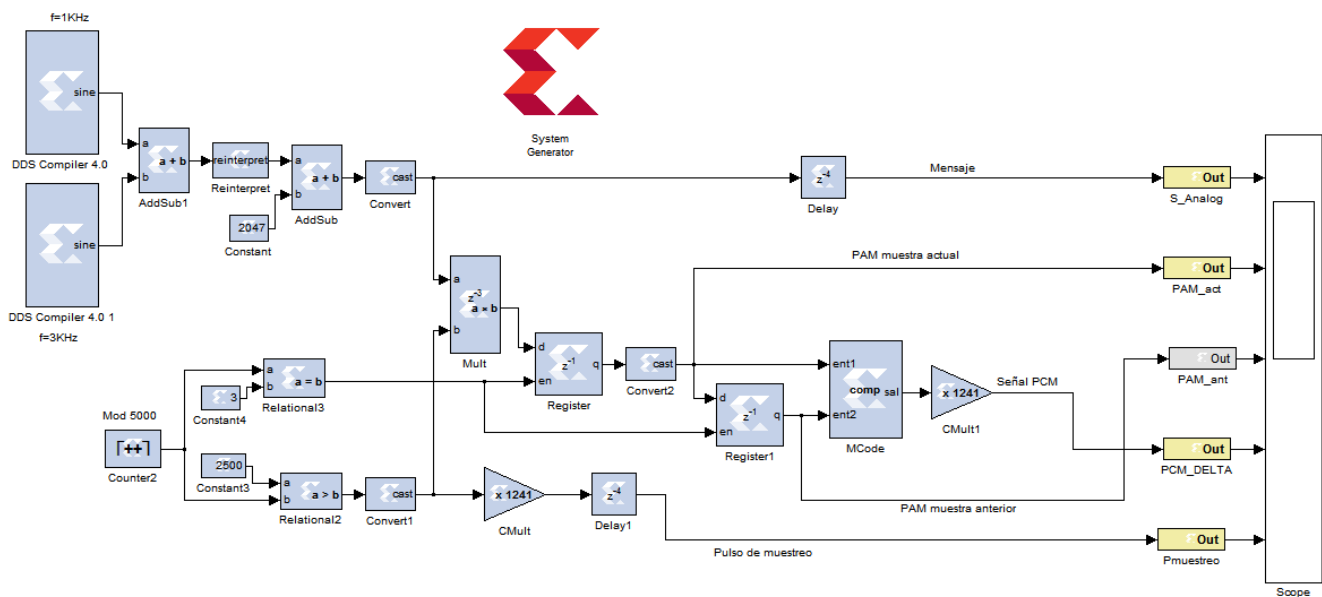 f=1KHz
sine
DDS Compiler 4.0
sine
DDS Compiler 4.0 1
f=3KHz
a
b
a + b
AddSub1
reinterpret
Reinterpret
2047
Constant
a
b
a + b
AddSub
cast
Convert
System
Generator
z-4
Delay
Mensaje
Out
S_Analog
PAM muestra actual
Out
PAM_act
a
b
z-3
a × b
Mult
d
en
z-1
q
Register
cast
Convert2
d
en
z-1
q
Register1
ent1
ent2
comp
sal
MCode
x 1241
CMult1
Señal PCM
Out
PAM_ant
Out
PCM_DELTA
PAM muestra anterior
Mod 5000
++
Counter2
3
Constant4
a
b
a = b
Relational3
2500
Constant3
a
b
a > b
Relational2
cast
Convert1
x 1241
CMult
z-4
Delay1
Pulso de muestreo
Out
Pmuestreo
Scope